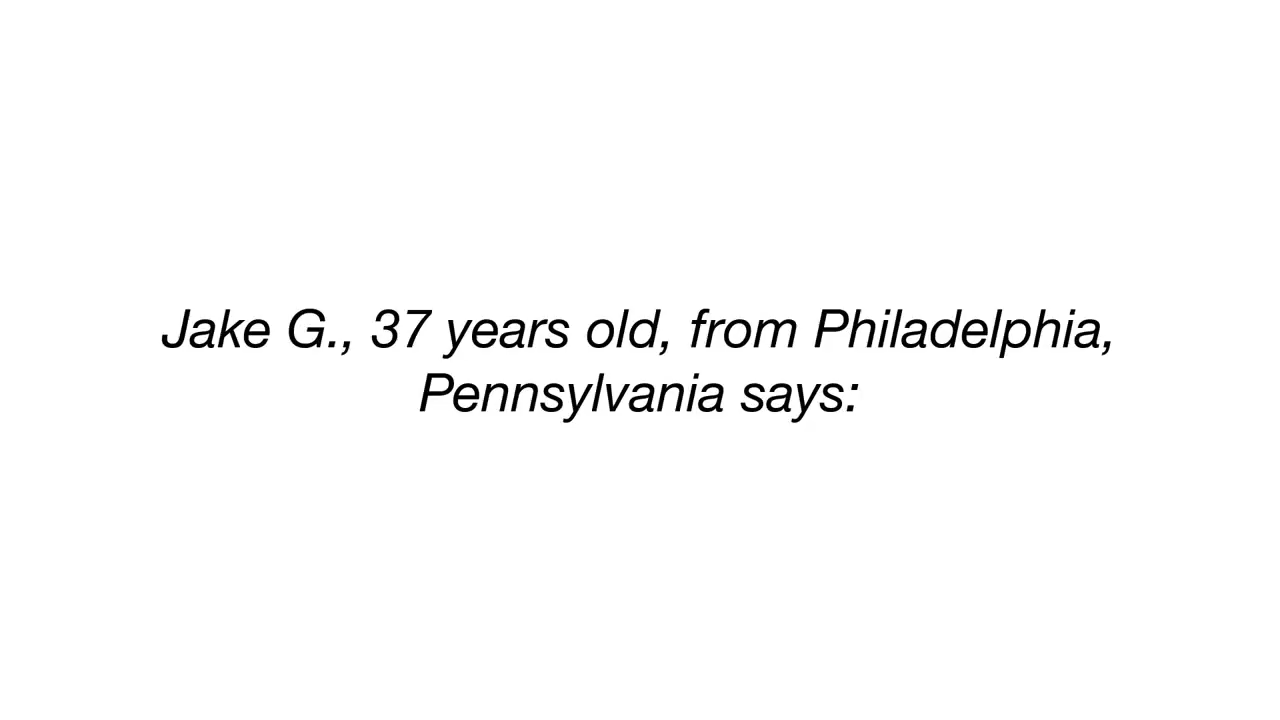 Jake G., 37 years old, from Philadelphia,
Pennsylvania says: